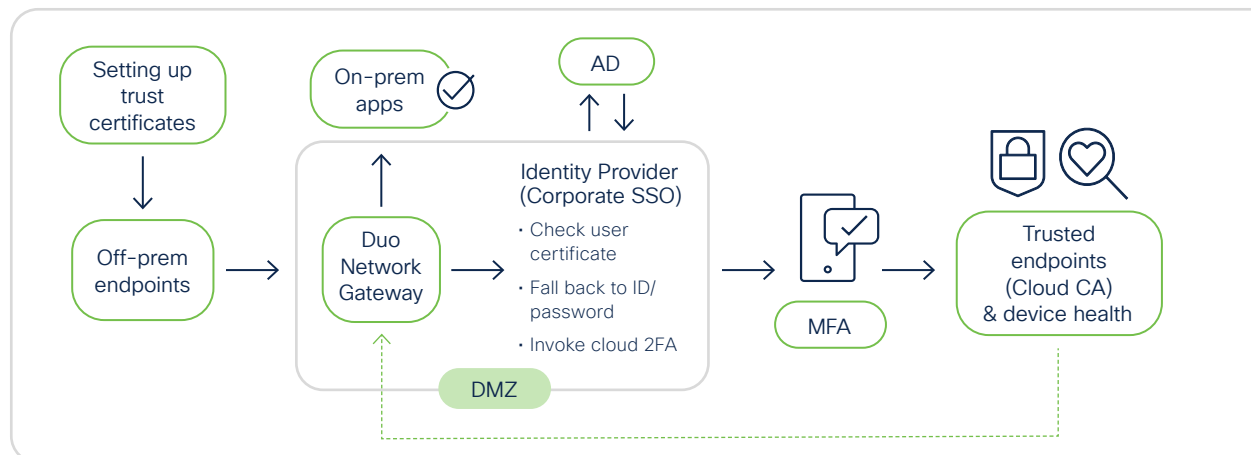 Setting up
trust
certificates
Off-prem
endpoints
On-prem
apps
Duo
Network
Gateway
AD
Identity Provider
(Corporate SSO)
· Check user
certificate
· Fall back to ID/
password
· Invoke cloud 2FA
DMZ
MFA
Trusted
endpoints
(Cloud CA)
& device health